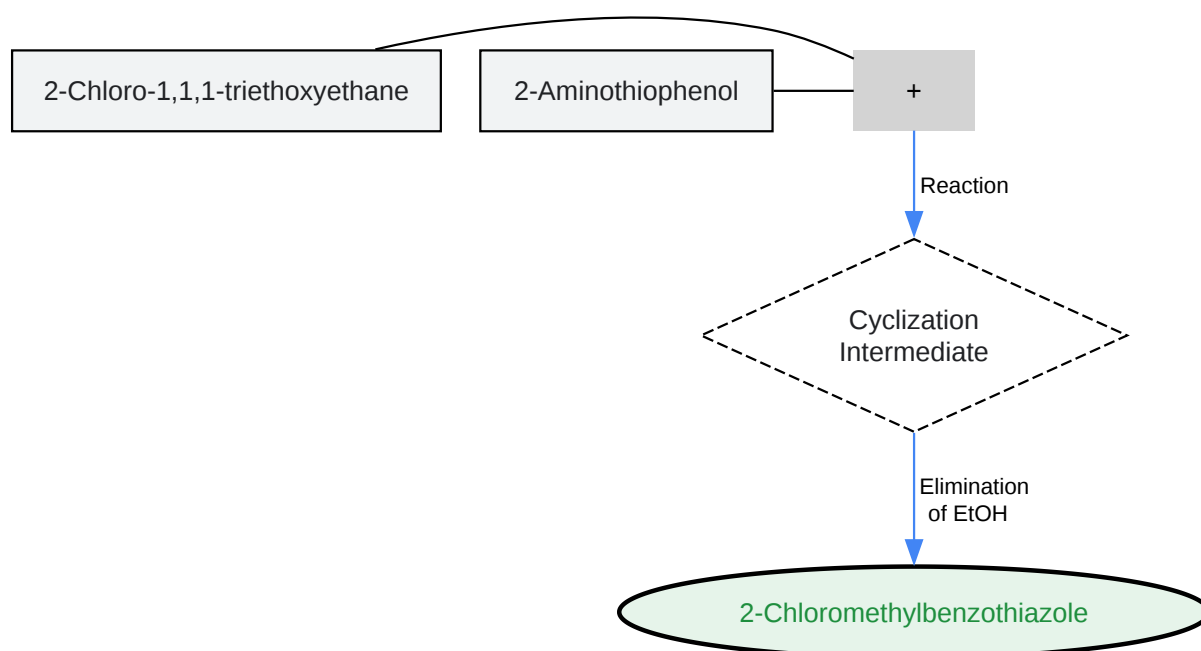 2-Chloro-1,1,1-triethoxyethane
2-Aminothiophenol
+
Reaction
Cyclization
Intermediate
Elimination
of EtOH
2-Chloromethylbenzothiazole